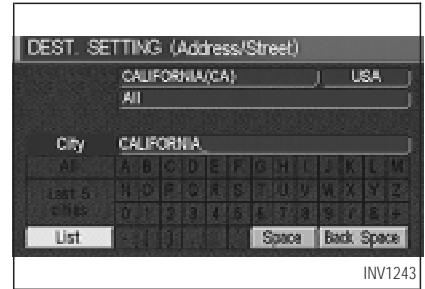 DEST. SETTING (Address/Street)
CALIFORNIA(CA) USA
All
City CALIFORNIA_
All A B C D E F G H I J K L M
Last 5 cities N O P Q R S T U V W X Y Z
0 1 2 3 4 5 6 7 8 9 / & +
List - ( ) Space Back Space
INV1243